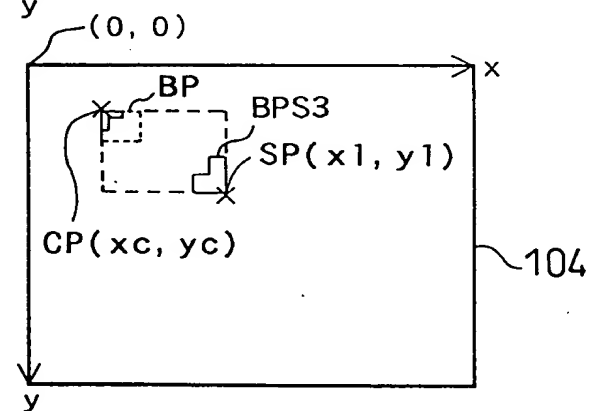 y
(0, 0)
x
BP
BPS3
SP(x1, y1)
CP(xc, yc)
104
y